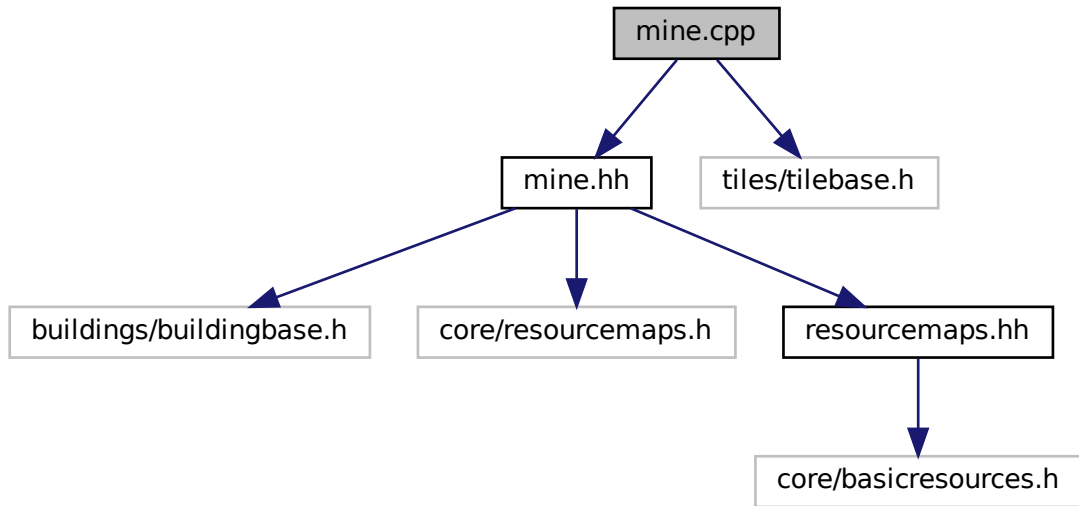 mine.cpp
mine.hh
tiles/tilebase.h
buildings/buildingbase.h
core/resourcemaps.h
resourcemaps.hh
core/basicresources.h